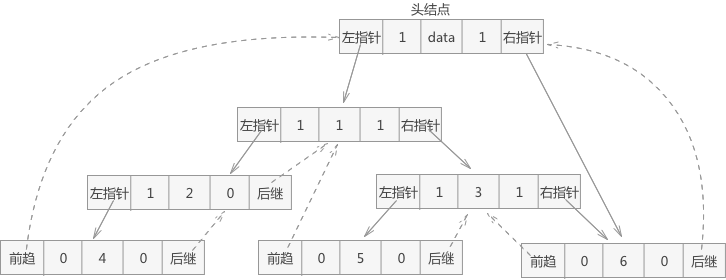 头结点
左指针 1 data 1 右指针
左指针 1 1 1 右指针
左指针 1 2 0 后继
左指针 1 3 1 右指针
前趋 0 4 0 后继
前趋 0 5 0 后继
前趋 0 6 0 后继